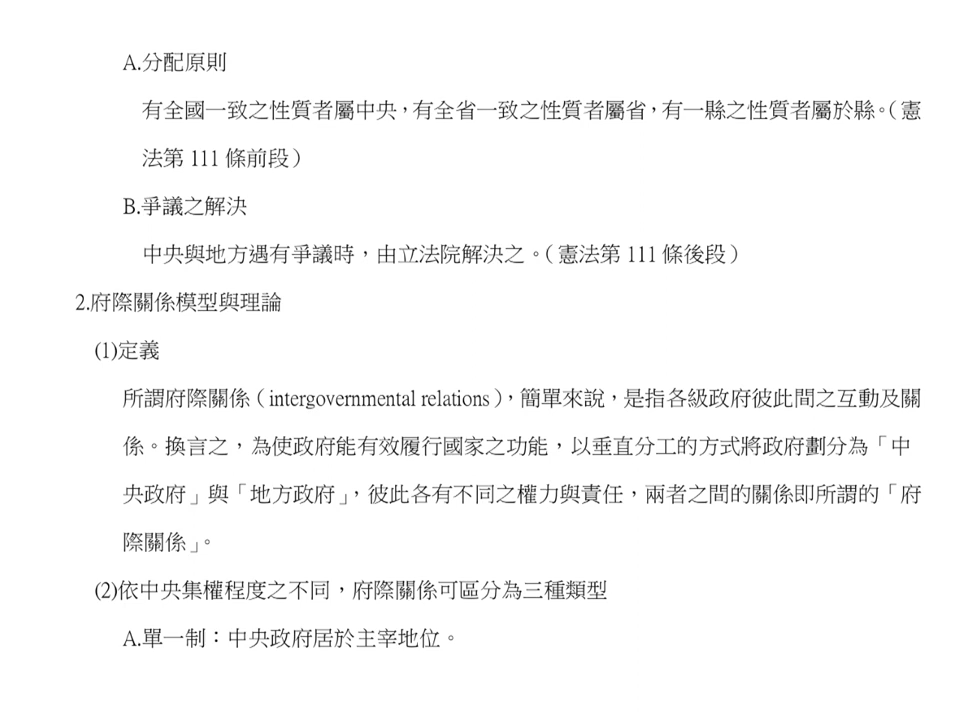 A.分配原則
有全國一致之性質者屬中央，有全省一致之性質者屬省，有一縣之性質者屬於縣。（憲
法第 111 條前段）
B.爭議之解決
中央與地方遇有爭議時，由立法院解決之。（憲法第 111 條後段）
2.府際關係模型與理論
(1)定義
所謂府際關係（intergovernmental relations），簡單來說，是指各級政府彼此間之互動及關
係。換言之，為使政府能有效履行國家之功能，以垂直分工的方式將政府劃分為「中
央政府」與「地方政府」，彼此各有不同之權力與責任，兩者之間的關係即所謂的「府
際關係」。
(2)依中央集權程度之不同，府際關係可區分為三種類型
A.單一制：中央政府居於主宰地位。